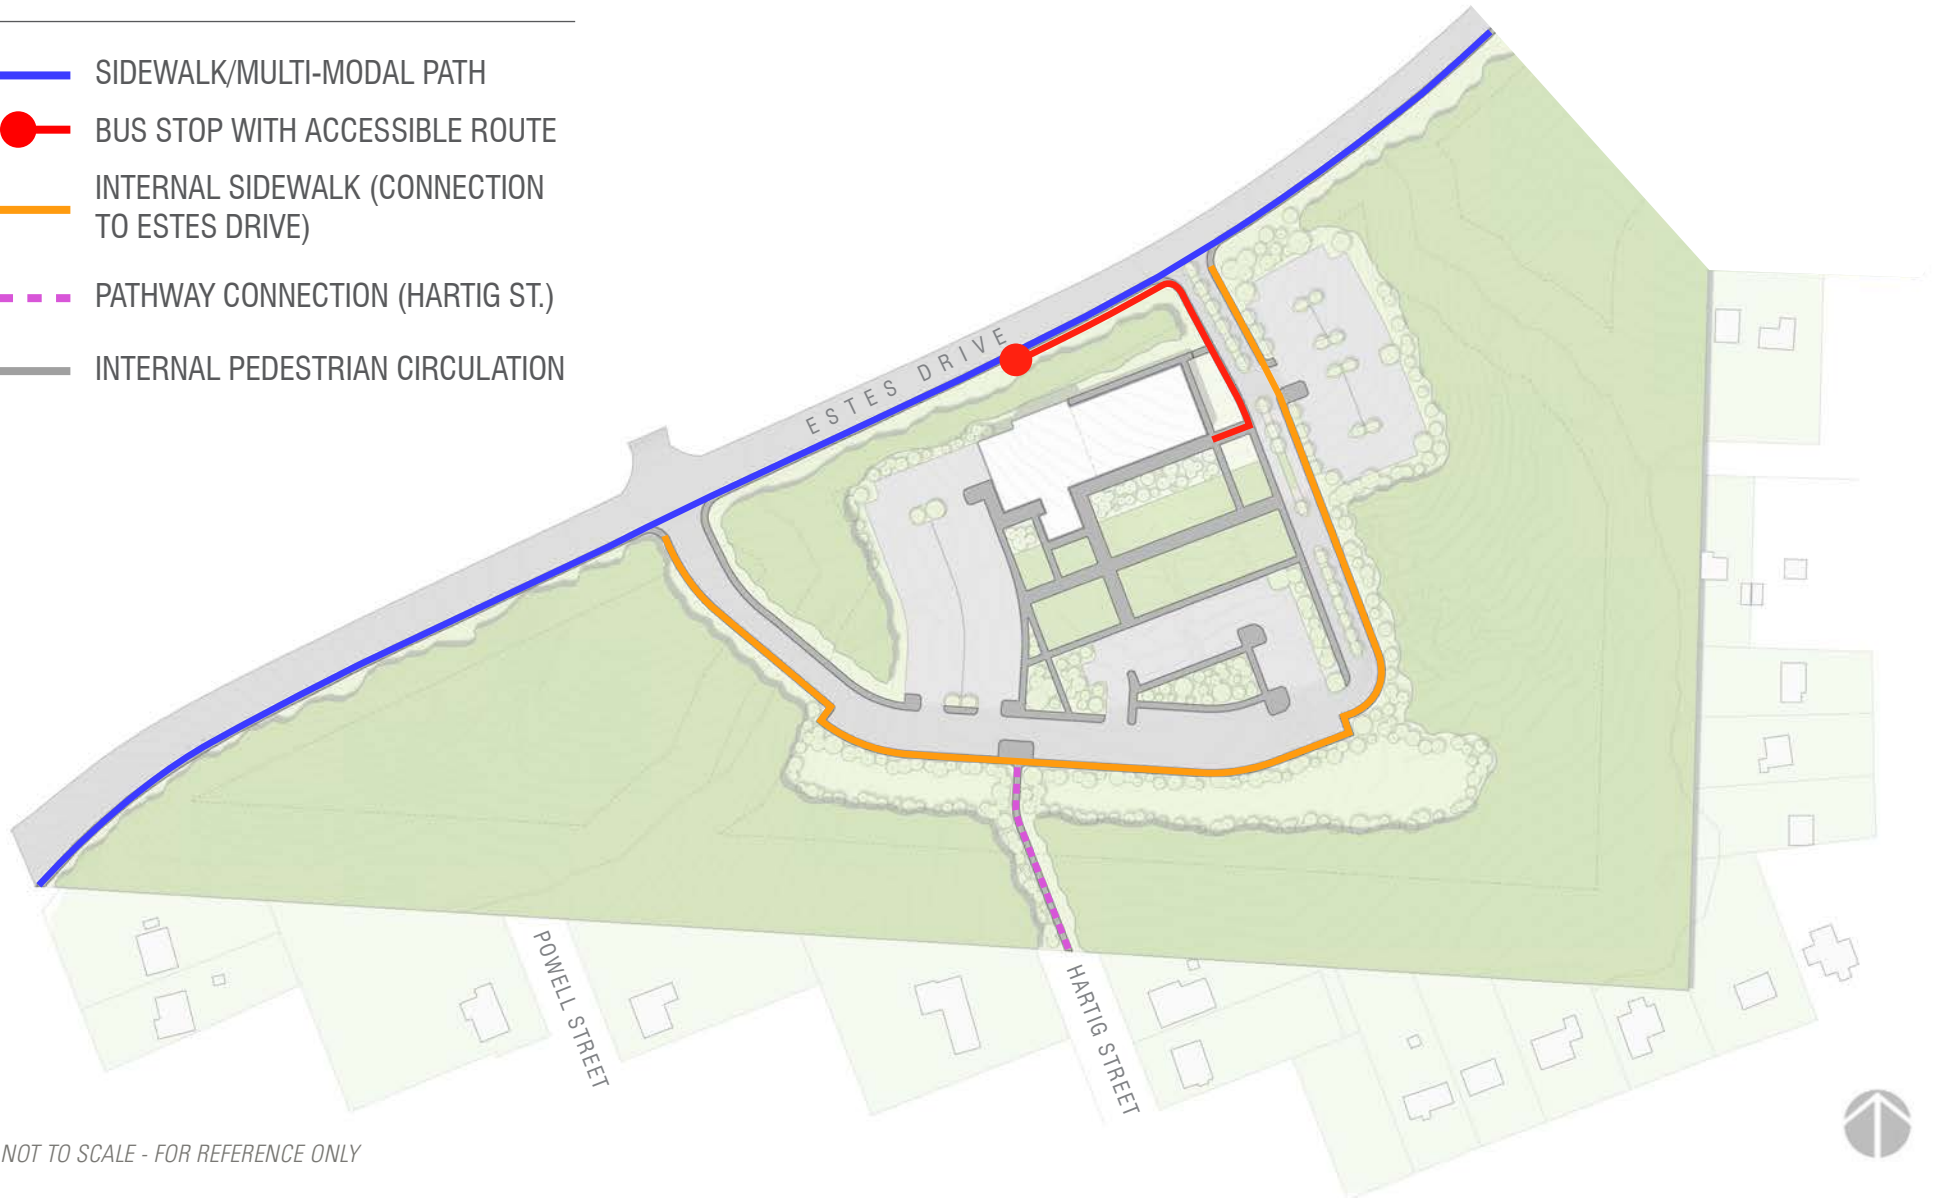 SIDEWALK/MULTI-MODAL PATH
BUS STOP WITH ACCESSIBLE ROUTE
INTERNAL SIDEWALK (CONNECTION
TO ESTES DRIVE)
PATHWAY CONNECTION (HARTIG ST.)
INTERNAL PEDESTRIAN CIRCULATION
ESTES DRIVE
POWELL STREET
HARTIG STREET
NOT TO SCALE - FOR REFERENCE ONLY